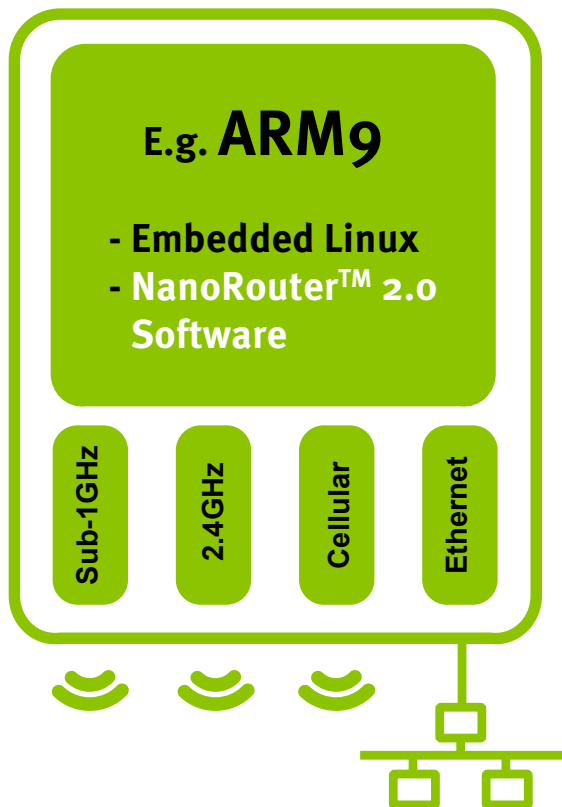 E.g. ARM9
- Embedded Linux
- NanoRouter™ 2.0
Software
Sub-1GHz
2.4GHz
Cellular
Ethernet